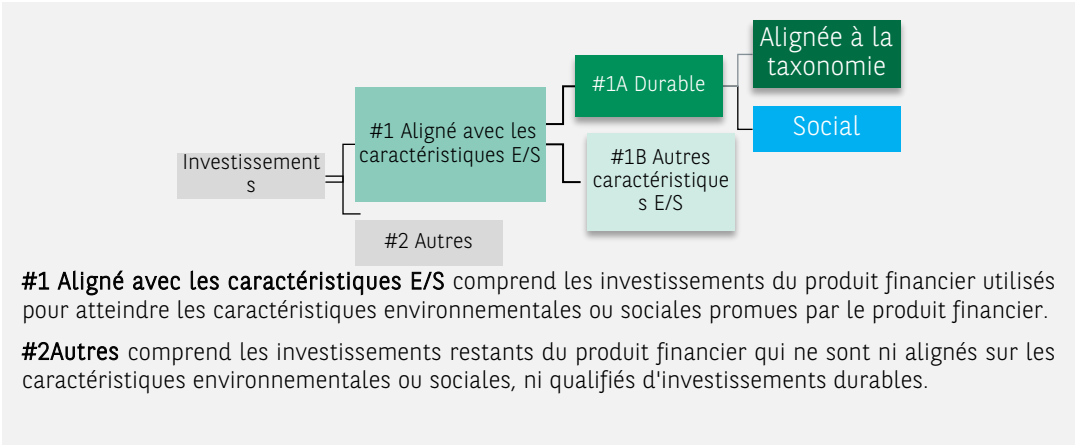 Investissement
s
#1 Aligné avec les
caractéristiques E/S
#2 Autres
#1A Durable
#1B Autres
caractéristique
s E/S
Alignée à la
taxonomie
Social
#1 Aligné avec les caractéristiques E/S comprend les investissements du produit financier utilisés
pour atteindre les caractéristiques environnementales ou sociales promues par le produit financier.
#2Autres comprend les investissements restants du produit financier qui ne sont ni alignés sur les
caractéristiques environnementales ou sociales, ni qualifiés d'investissements durables.